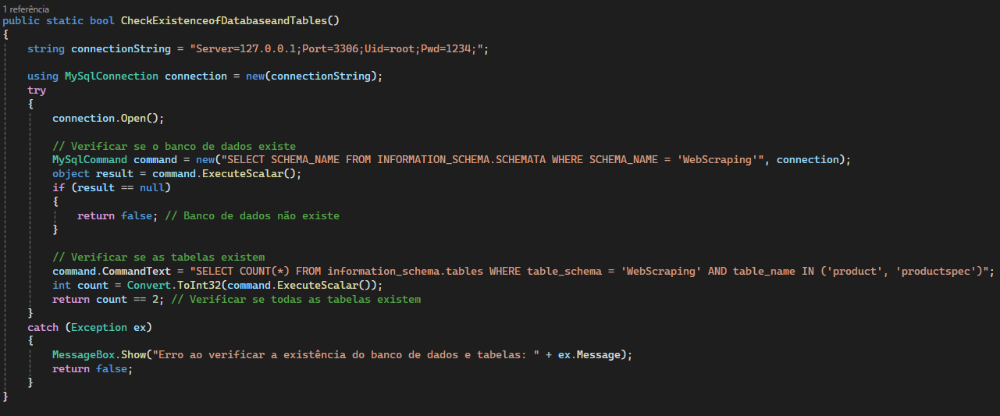 1 referência
public static bool CheckExistenceofDatabaseandTables()
{
    string connectionString = "Server=127.0.0.1;Port=3306;Uid=root;Pwd=1234;";

    using MySqlConnection connection = new(connectionString);
    try
    {
        connection.Open();

        // Verificar se o banco de dados existe
        MySqlCommand command = new("SELECT SCHEMA_NAME FROM INFORMATION_SCHEMA.SCHEMATA WHERE SCHEMA_NAME = 'WebScraping'", connection);
        object result = command.ExecuteScalar();
        if (result == null)
        {
            return false; // Banco de dados não existe
        }

        // Verificar se as tabelas existem
        command.CommandText = "SELECT COUNT(*) FROM information_schema.tables WHERE table_schema = 'WebScraping' AND table_name IN ('product', 'productspec')";
        int count = Convert.ToInt32(command.ExecuteScalar());
        return count == 2; // Verificar se todas as tabelas existem
    }
    catch (Exception ex)
    {
        MessageBox.Show("Erro ao verificar a existência do banco de dados e tabelas: " + ex.Message);
        return false;
    }
}